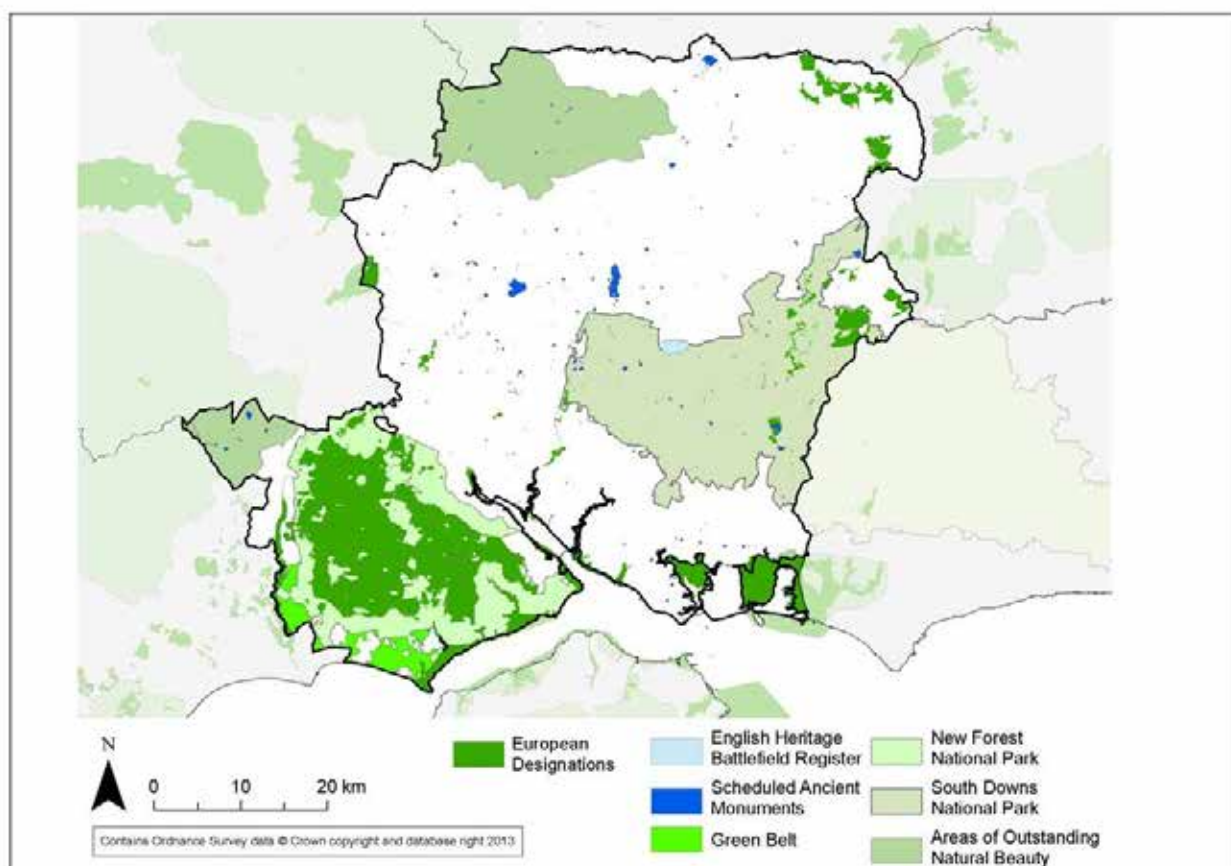 N
0 10 20 km
Contains Ordnance Survey data © Crown copyright and database right 2013
European
Designations
English Heritage
Battlefield Register
Scheduled Ancient
Monuments
Green Belt
New Forest
National Park
South Downs
National Park
Areas of Outstanding
Natural Beauty